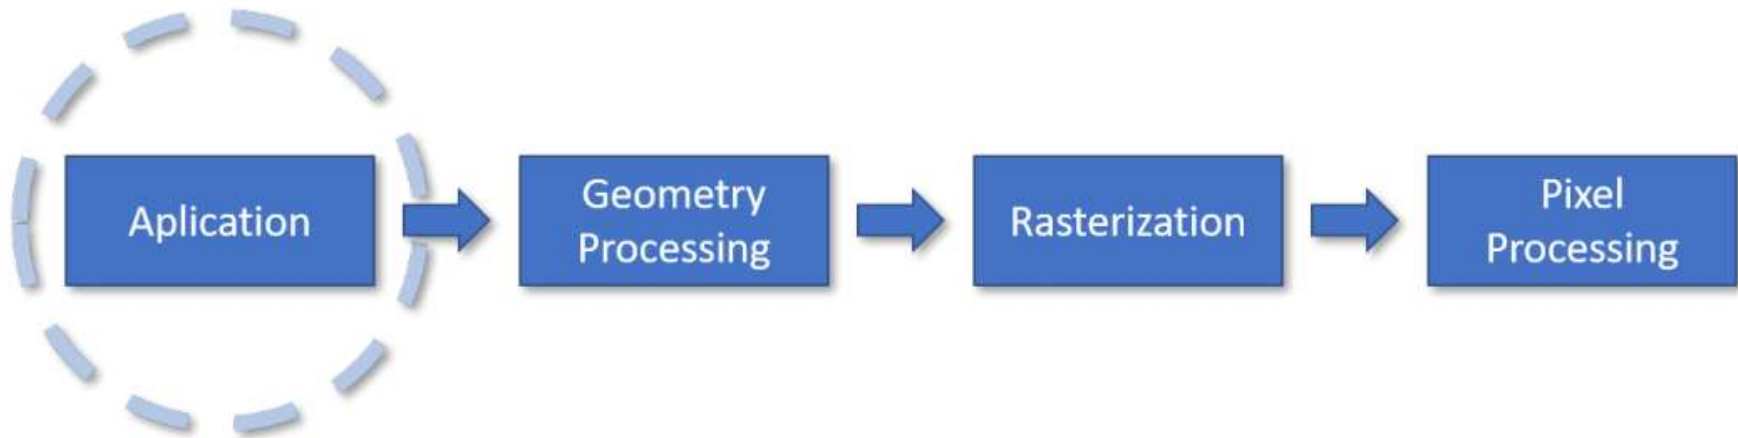 Aplication
Geometry
Processing
Rasterization
Pixel
Processing